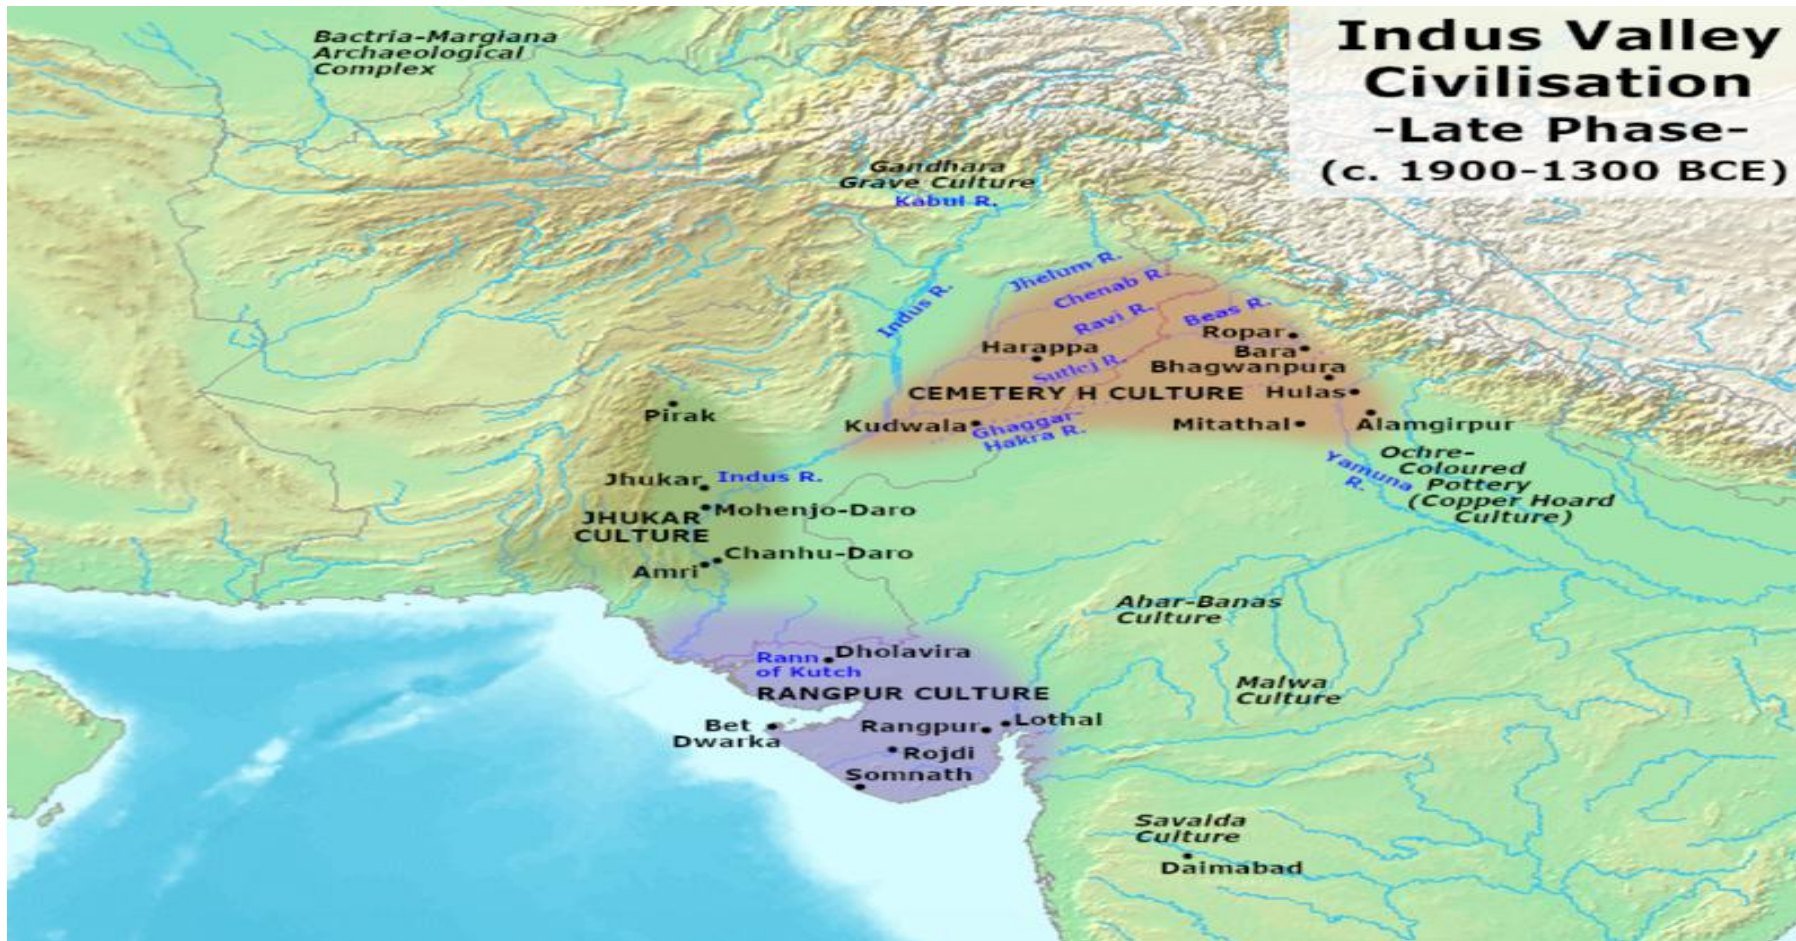 Indus Valley
Civilisation
-Late Phase-
(c. 1900-1300 BCE)
Bactria-Margiana
Archaeological
Complex
Gandhara
Grave Culture
Kabul R.
Indus R.
Jhelum R.
Chenab R.
Ravi R.
Beas R.
Ropar
Harappa
Bara
Sutlej R.
Bhagwanpura
CEMETERY H CULTURE
Hulas
Pirak
Kudwala
Ghaggar-
Hakra R.
Mitathal
Alamgirpur
Yamuna
R.
Ochre-
Coloured
Pottery
(Copper Hoard
Culture)
Jhukar
Indus R.
Mohenjo-Daro
JHUKAR
CULTURE
Chanhu-Daro
Amri
Ahar-Banas
Culture
Rann
of Kutch
Dholavira
RANGPUR CULTURE
Malwa
Culture
Bet
Dwarka
Rangpur
Lothal
Rojdi
Somnath
Savalda
Culture
Daimabad